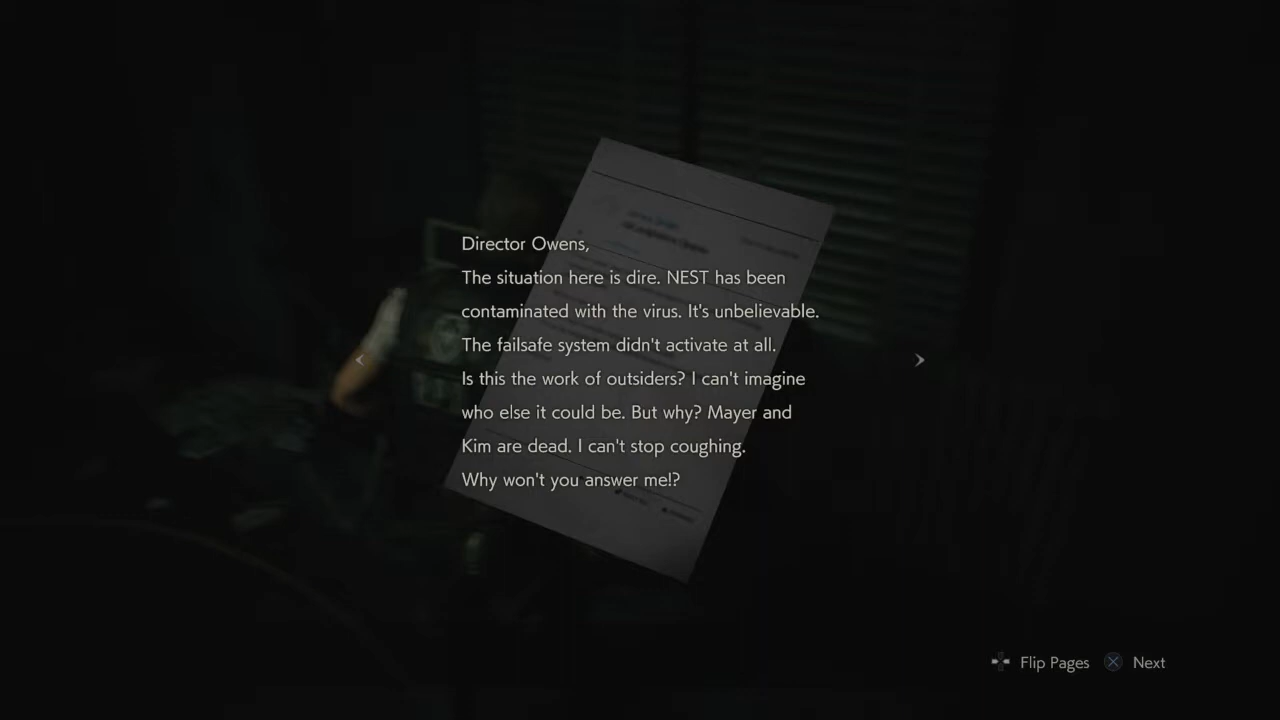 Director Owens,
The situation here is dire. NEST has been
contaminated with the virus. It's unbelievable.
The failsafe system didn't activate at all.
Is this the work of outsiders? I can't imagine
who else it could be. But why? Mayer and
Kim are dead. I can't stop coughing.
Why won't you answer me!?
Flip Pages Next